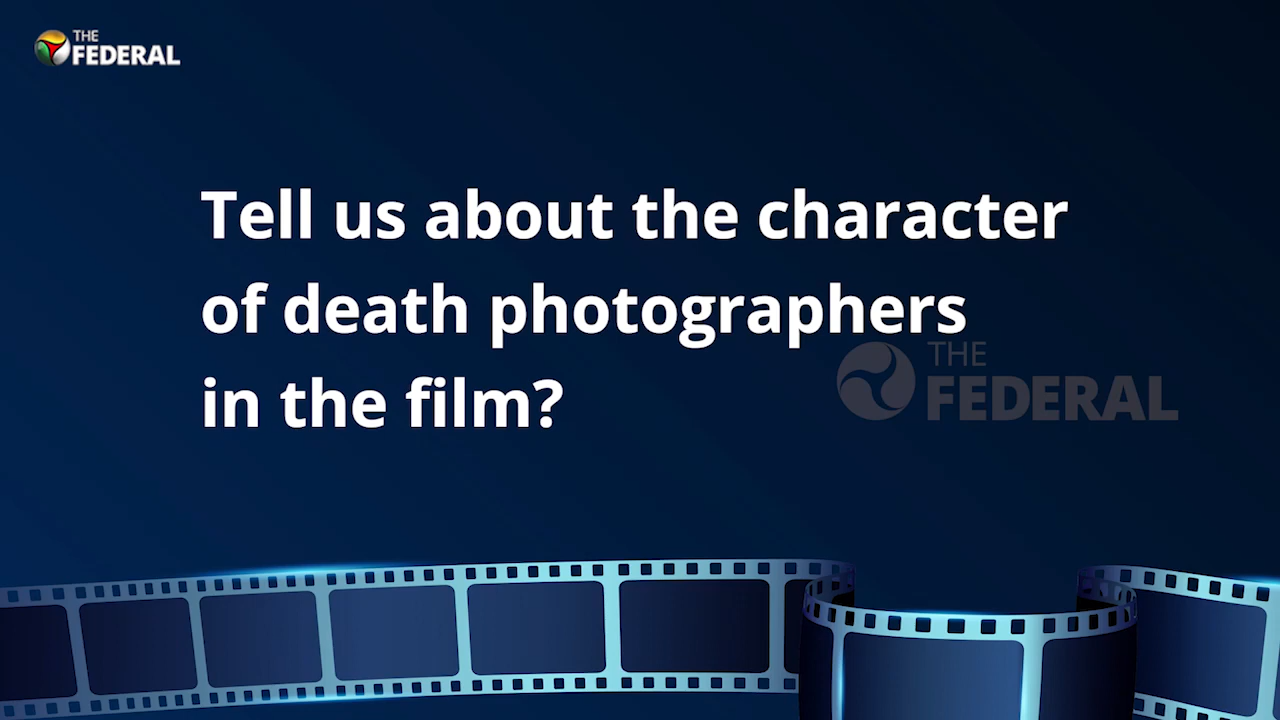 THE
FEDERAL
Tell us about the character
of death photographers
in the film?
THE
FEDERAL